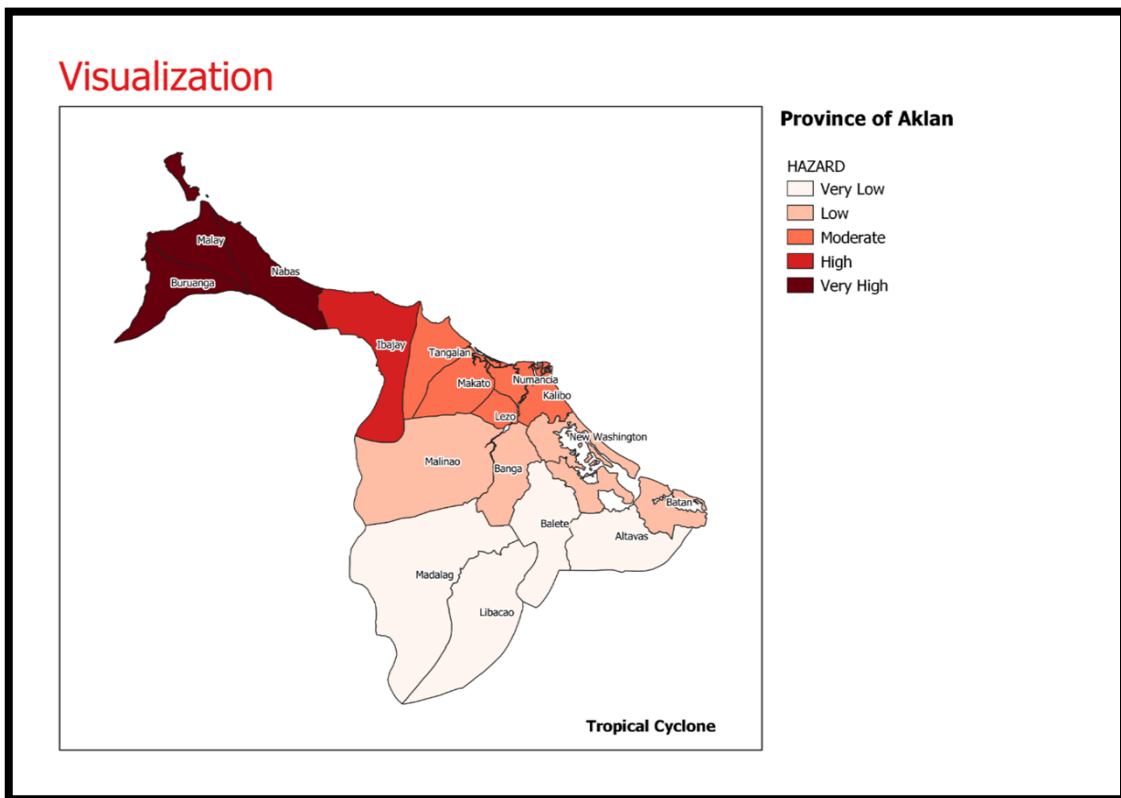 Visualization
Province of Aklan
HAZARD
Very Low
Low
Moderate
High
Very High
Malay
Nabas
Buruanga
Ibajay
Tangalan
Makato
Numancia
Kalibo
Lezo
New Washington
Malinao
Banga
Batan
Balete
Altavas
Madalag
Libacao
Tropical Cyclone